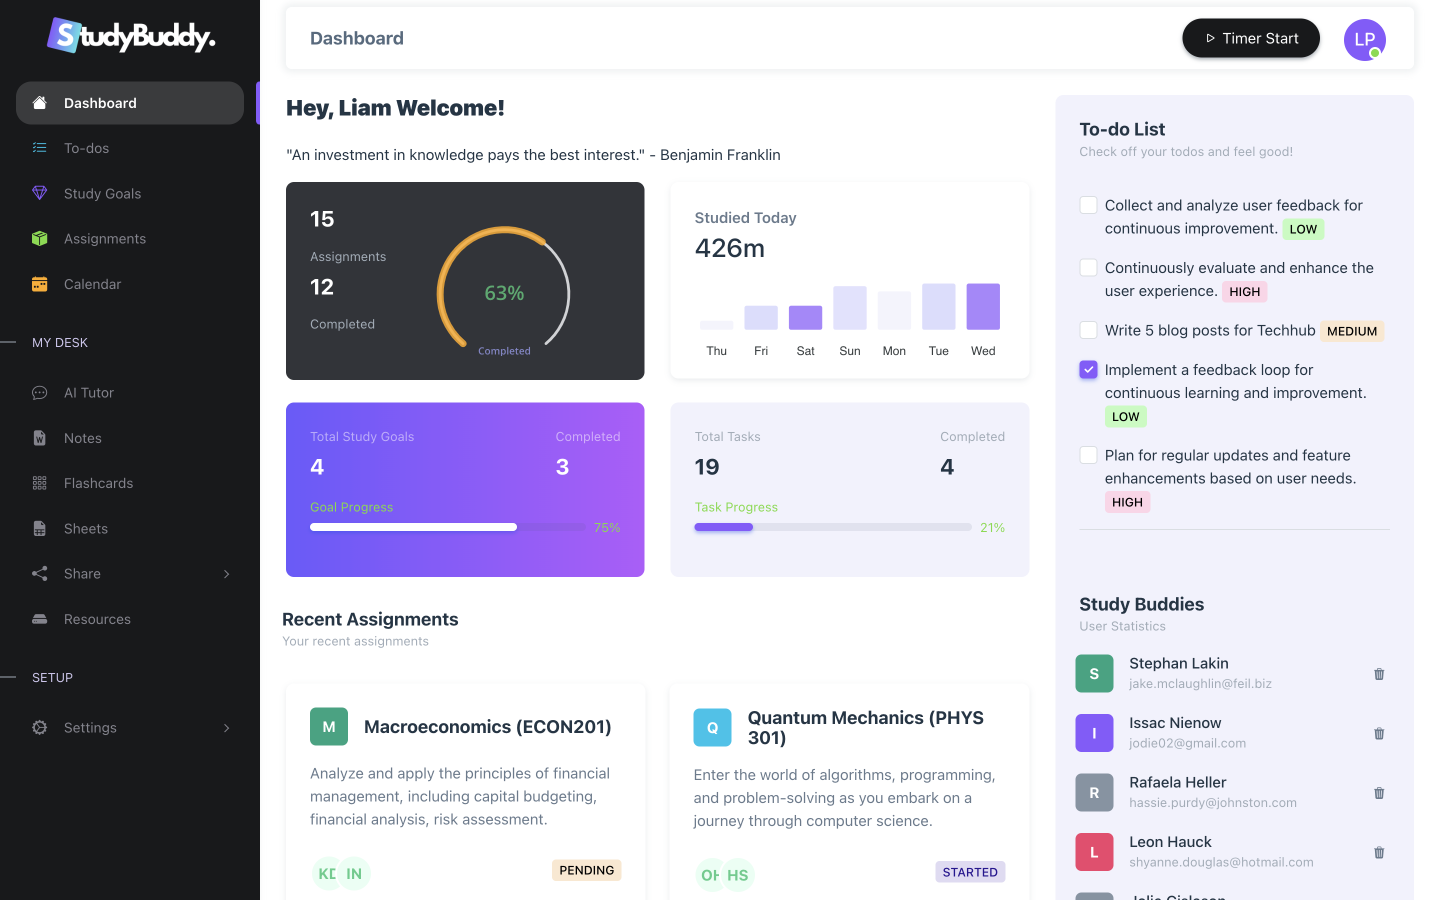 StudyBuddy.
Dashboard
To-dos
Study Goals
Assignments
Calendar
MY DESK
AI Tutor
Notes
Flashcards
Sheets
Share
Resources
SETUP
Settings
Dashboard
Timer Start
LP
Hey, Liam Welcome!
"An investment in knowledge pays the best interest." - Benjamin Franklin
15
Assignments
12
Completed
63%
Completed
Studied Today
426m
Thu Fri Sat Sun Mon Tue Wed
Total Study Goals Completed
4 3
Goal Progress
75%
Total Tasks Completed
19 4
Task Progress
21%
Recent Assignments
Your recent assignments
M Macroeconomics (ECON201)
Analyze and apply the principles of financial
management, including capital budgeting,
financial analysis, risk assessment.
IN PENDING
Q Quantum Mechanics (PHYS
301)
Enter the world of algorithms, programming,
and problem-solving as you embark on a
journey through computer science.
HS STARTED
To-do List
Check off your todos and feel good!
Collect and analyze user feedback for
continuous improvement. LOW
Continuously evaluate and enhance the
user experience. HIGH
Write 5 blog posts for Techhub MEDIUM
Implement a feedback loop for
continuous learning and improvement.
LOW
Plan for regular updates and feature
enhancements based on user needs.
HIGH
Study Buddies
User Statistics
S Stephan Lakin
jake.mclaughlin@feil.biz
I Issac Nienow
jodie02@gmail.com
R Rafaela Heller
hassie.purdy@johnston.com
L Leon Hauck
shyanne.douglas@hotmail.com